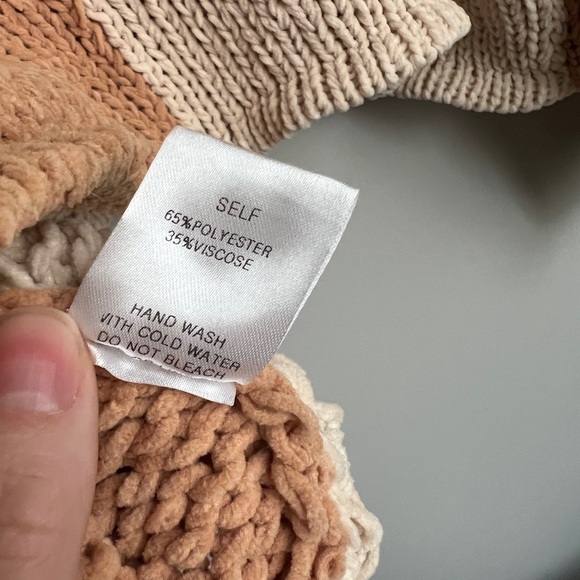 SELF
65%POLYESTER
35%VISCOSE
HAND WASH
WITH COLD WATER
DO NOT BLEACH